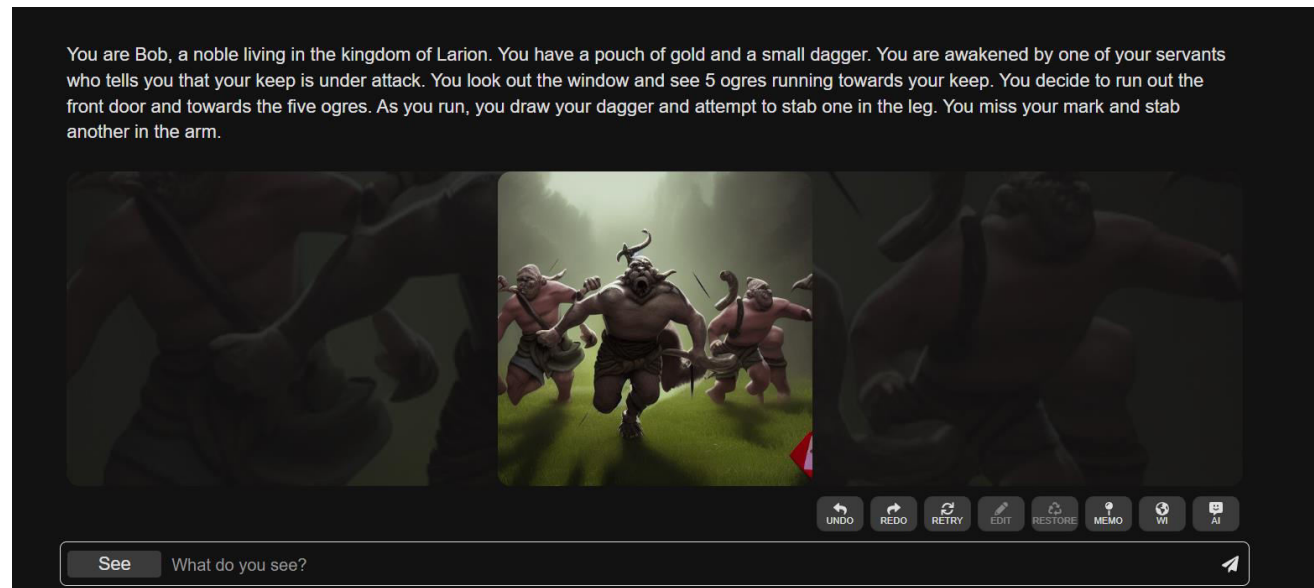 You are Bob, a noble living in the kingdom of Larion. You have a pouch of gold and a small dagger. You are awakened by one of your servants
who tells you that your keep is under attack. You look out the window and see 5 ogres running towards your keep. You decide to run out the
front door and towards the five ogres. As you run, you draw your dagger and attempt to stab one in the leg. You miss your mark and stab
another in the arm.
UNDO REDO RETRY EDIT RESTORE MEMO WI AI
See What do you see?